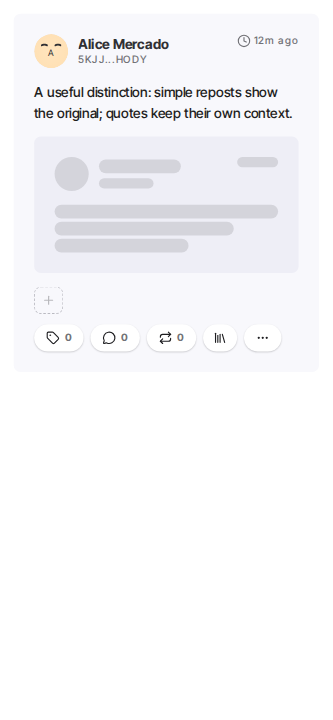 Alice Mercado
12m ago
5KJJ...HODY
A useful distinction: simple reposts show
the original; quotes keep their own context.
0 0 0